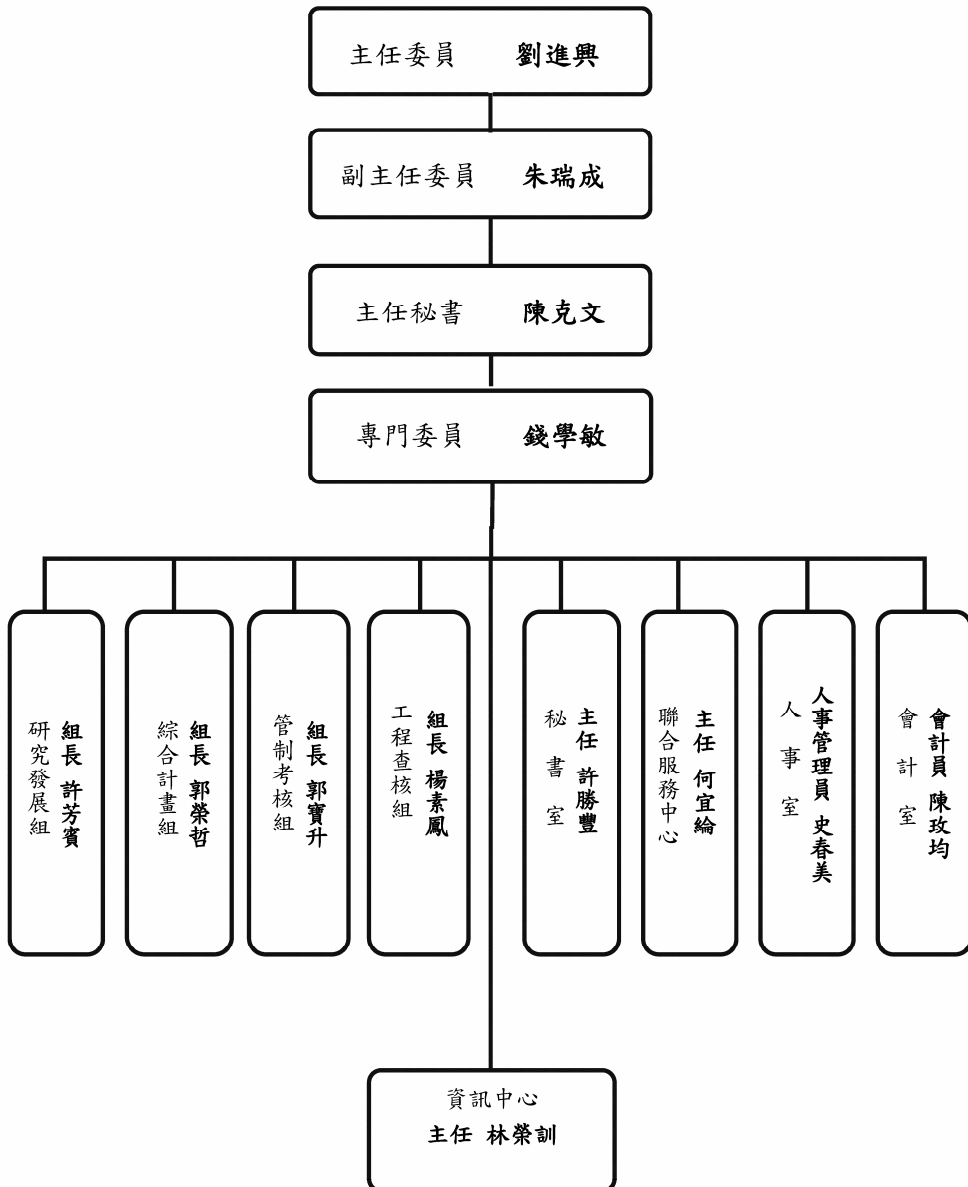 主任委員 劉進興
副主任委員 朱瑞成
主任秘書 陳克文
專門委員 錢學敏
研究發展組
組長 許芳賓
綜合計畫組
組長 郭榮哲
管制考核組
組長 郭寶升
工程查核組
組長 楊素鳳
秘書室
主任 許勝豐
聯合服務中心
主任 何宜綸
人事室
人事管理員 史春美
會計室
會計員 陳玫均
資訊中心
主任 林榮訓